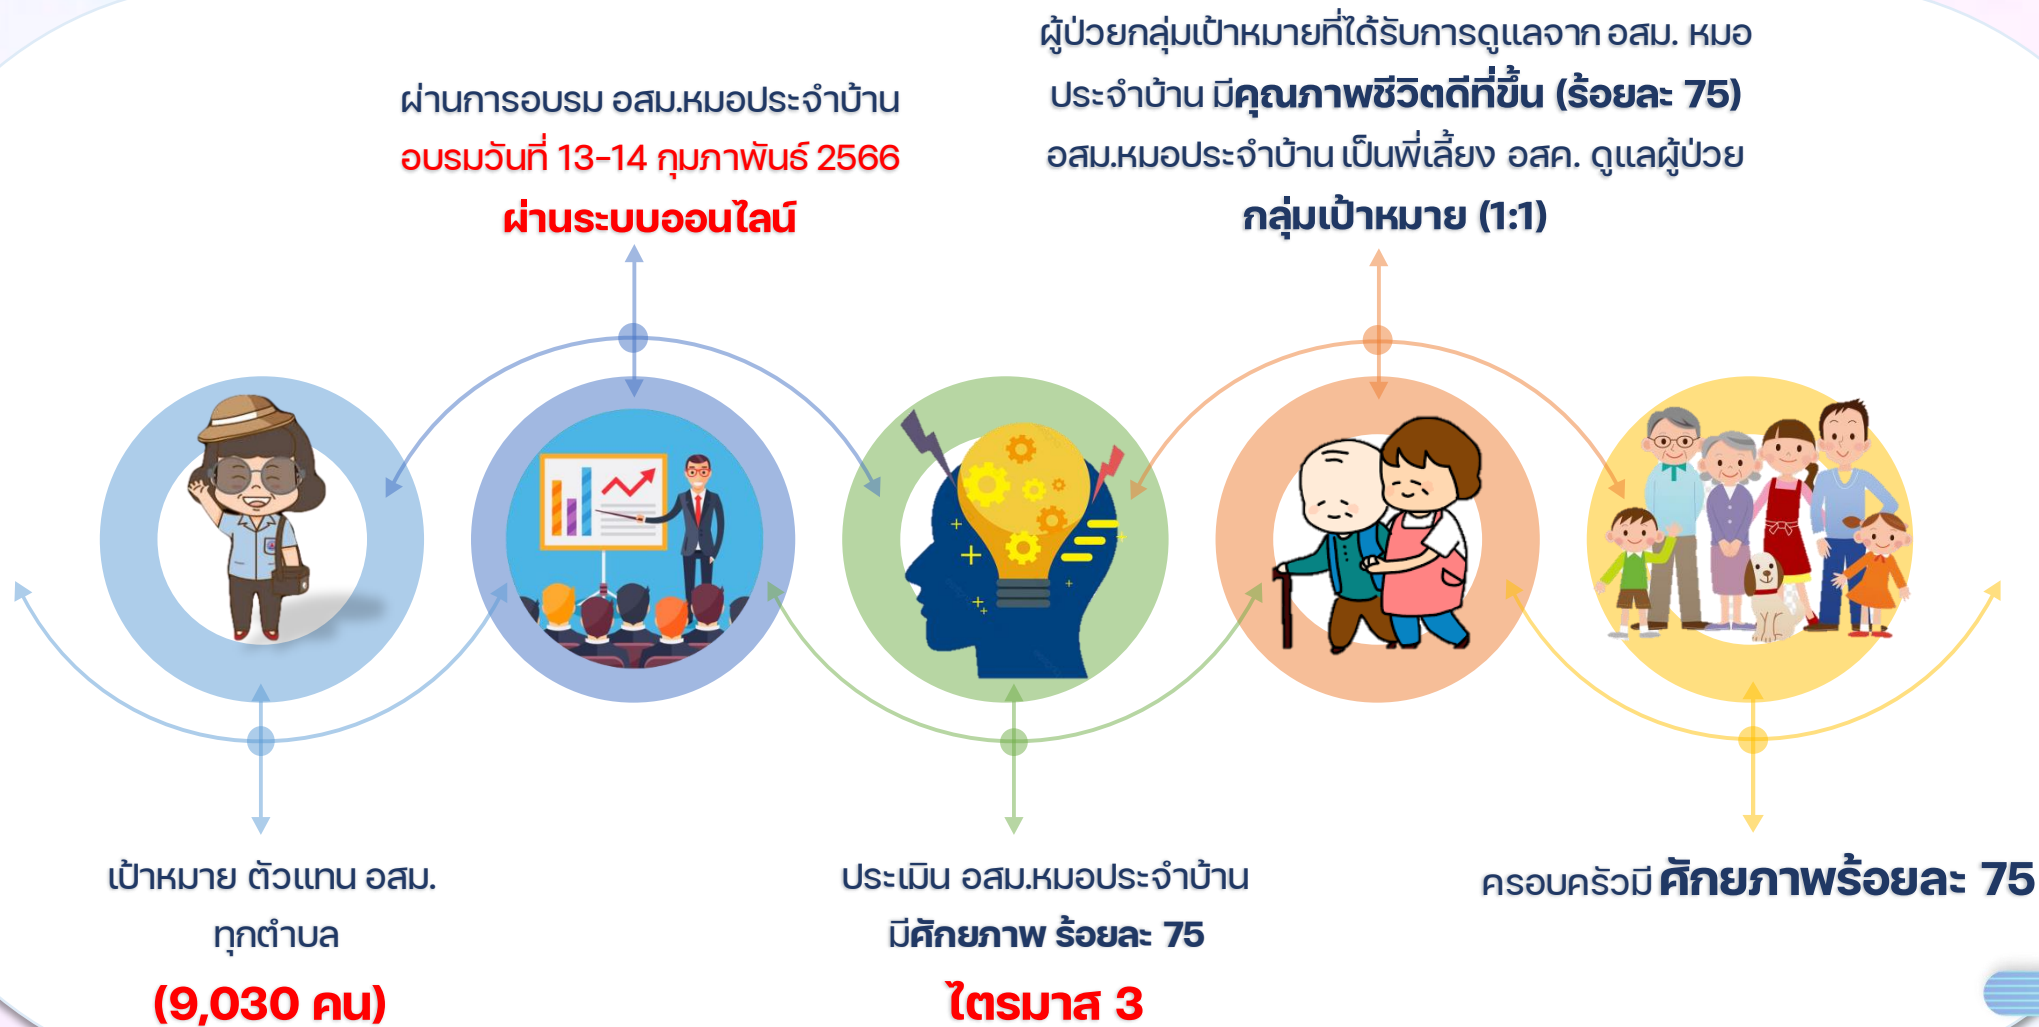 ผ่านการอบรม อสม.หมอประจำบ้าน
อบรมวันที่ 13-14 กุมภาพันธ์ 2566
ผ่านระบบออนไลน์
ผู้ป่วยกลุ่มเป้าหมายที่ได้รับการดูแลจาก อสม. หมอ
ประจำบ้าน มีคุณภาพชีวิตดีที่ขึ้น (ร้อยละ 75)
อสม.หมอประจำบ้าน เป็นพี่เลี้ยง อสค. ดูแลผู้ป่วย
กลุ่มเป้าหมาย (1:1)
เป้าหมาย ตัวแทน อสม.
ทุกตำบล
(9,030 คน)
ประเมิน อสม.หมอประจำบ้าน
มีศักยภาพ ร้อยละ 75
ไตรมาส 3
ครอบครัวมี ศักยภาพร้อยละ 75